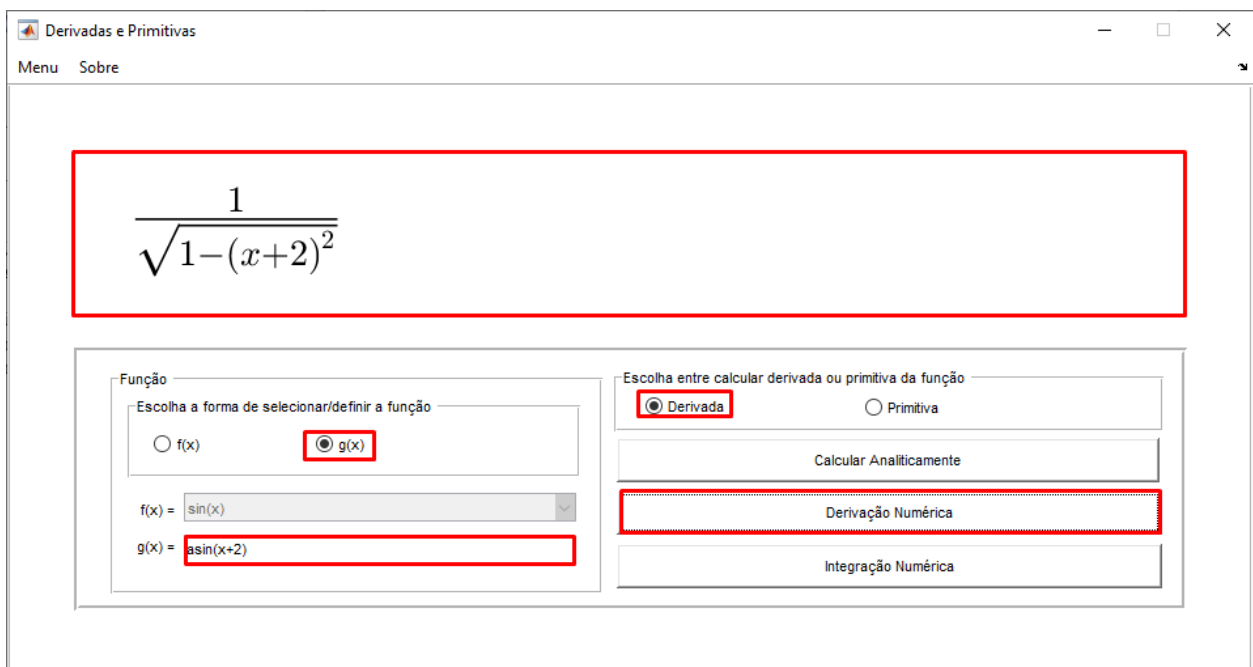 Derivadas e Primitivas
Menu Sobre
1
√1−(x+2)²
Função
Escolha a forma de selecionar/definir a função
f(x) g(x)
f(x) = sin(x)
g(x) = asin(x+2)
Escolha entre calcular derivada ou primitiva da função
Derivada Primitiva
Calcular Analiticamente
Derivação Numérica
Integração Numérica